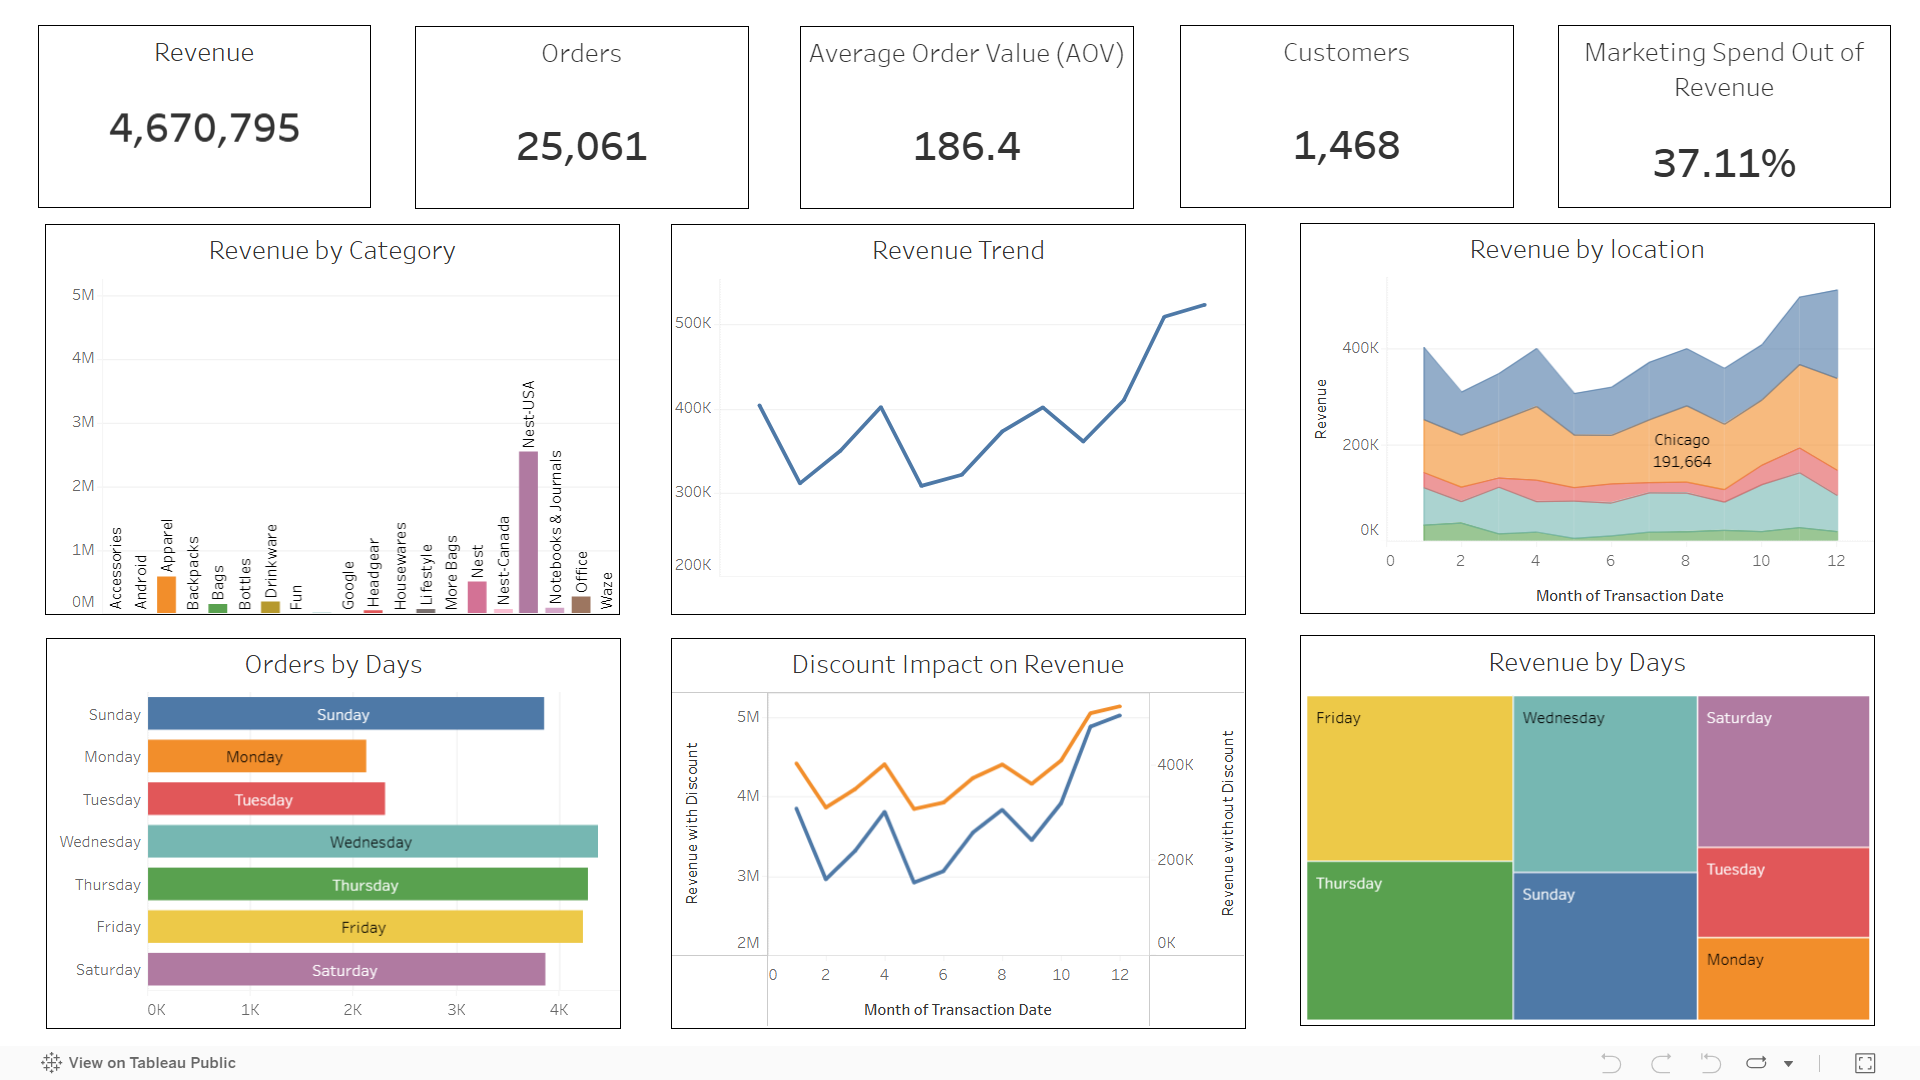 Revenue
4,670,795
Orders
25,061
Average Order Value (AOV)
186.4
Customers
1,468
Marketing Spend Out of
Revenue
37.11%
Revenue by Category
5M
4M
3M
2M
1M
0M
Accessories
Android
Apparel
Backpacks
Bags
Bottles
Drinkware
Fun
Google
Headgear
Housewares
Lifestyle
More Bags
Nest
Nest-Canada
Nest-USA
Notebooks & Journals
Office
Waze
Revenue Trend
500K
400K
300K
200K
Revenue by location
Revenue
400K
200K
0K
Chicago
191,664
0 2 4 6 8 10 12
Month of Transaction Date
Orders by Days
Sunday Sunday
Monday Monday
Tuesday Tuesday
Wednesday Wednesday
Thursday Thursday
Friday Friday
Saturday Saturday
0K 1K 2K 3K 4K
Discount Impact on Revenue
Revenue with Discount
5M
4M
3M
2M
400K
200K
0K
Revenue without Discount
0 2 4 6 8 10 12
Month of Transaction Date
Revenue by Days
Friday
Wednesday
Saturday
Thursday
Sunday
Tuesday
Monday
View on Tableau Public